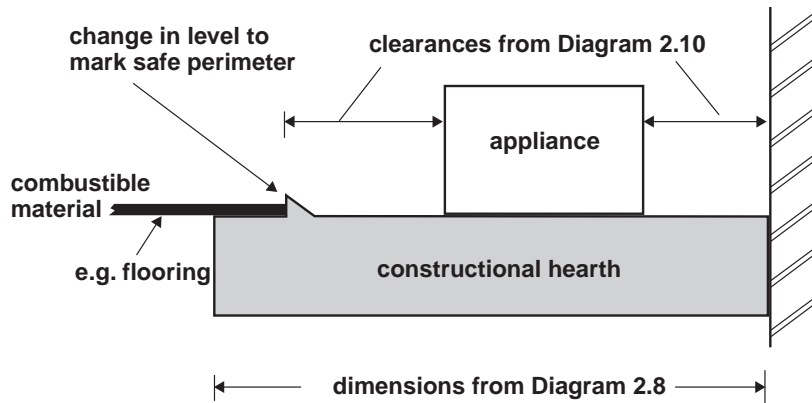 change in level to
mark safe perimeter
clearances from Diagram 2.10
appliance
combustible
material
e.g. flooring
constructional hearth
dimensions from Diagram 2.8